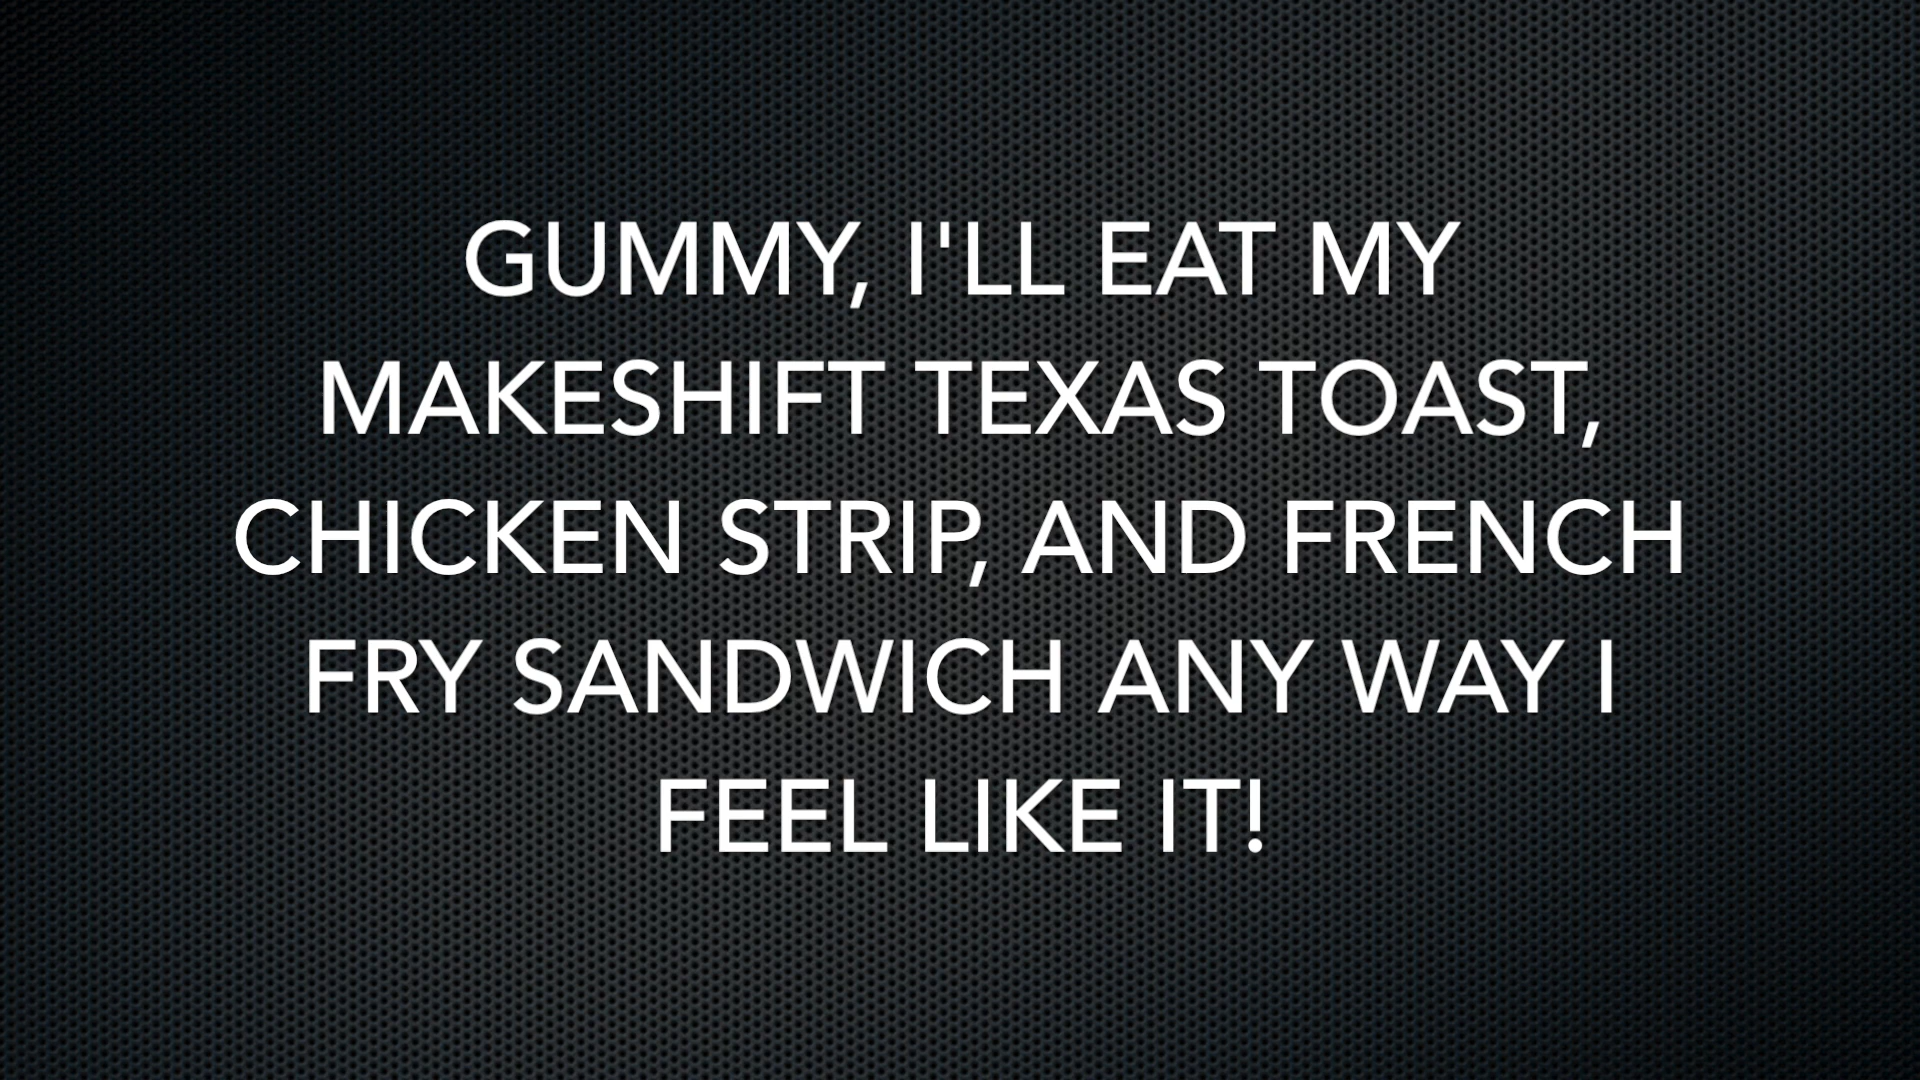 GUMMY, I'LL EAT MY
MAKESHIFT TEXAS TOAST,
CHICKEN STRIP, AND FRENCH
FRY SANDWICH ANY WAY I
FEEL LIKE IT!